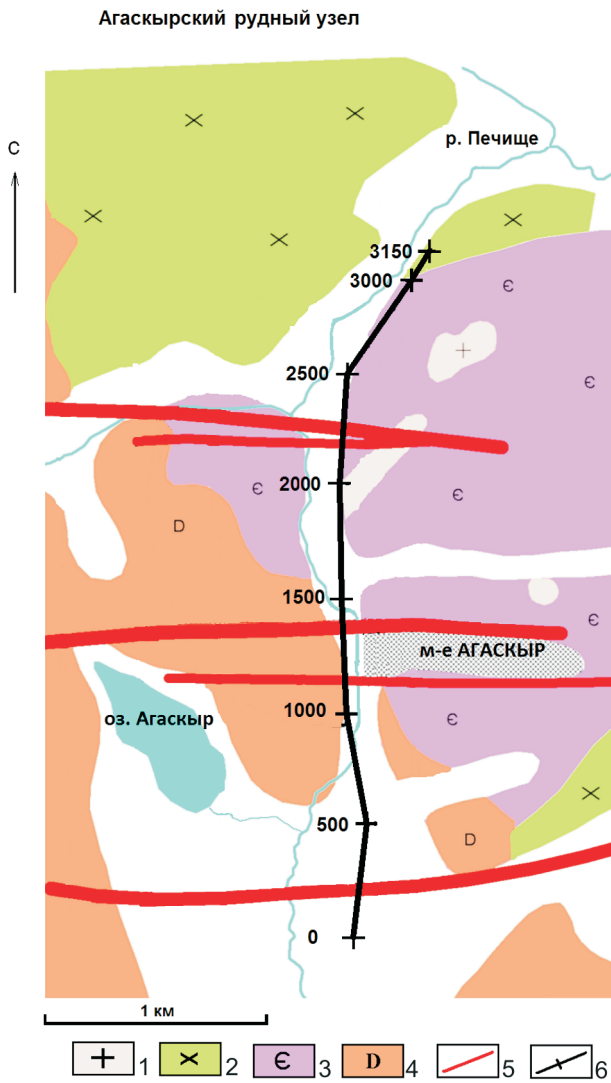 Агаскырский рудный узел
С
р. Печище
3150
3000
Є
2500
Є
2000
Є
Є
D
1500
Є
м-е АГАСКЫР
оз. Агаскыр
1000
Є
500
D
0
1 км
1 2 Є 3 D 4 5 6